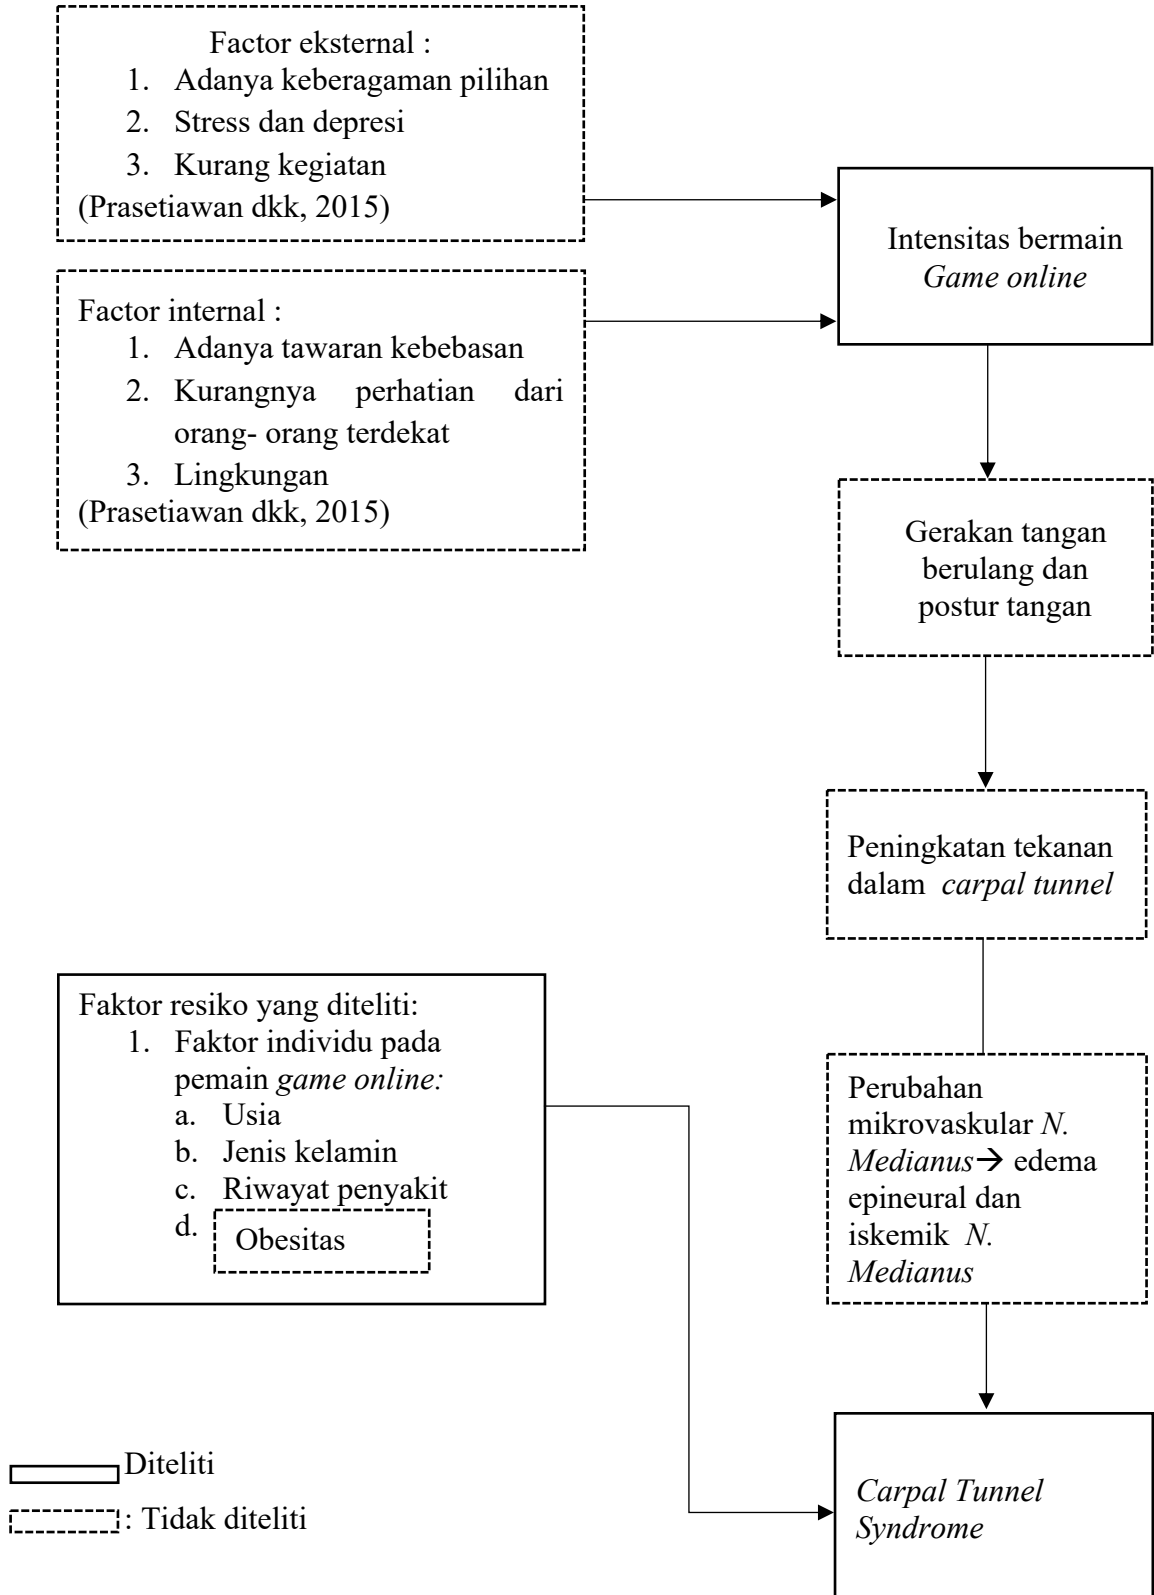 Factor eksternal :
1. Adanya keberagaman pilihan
2. Stress dan depresi
3. Kurang kegiatan
(Prasetiawan dkk, 2015)
Intensitas bermain
Game online
Factor internal :
1. Adanya tawaran kebebasan
2. Kurangnya perhatian dari
orang- orang terdekat
3. Lingkungan
(Prasetiawan dkk, 2015)
Gerakan tangan
berulang dan
postur tangan
Peningkatan tekanan
dalam carpal tunnel
Faktor resiko yang diteliti:
1. Faktor individu pada
pemain game online:
a. Usia
b. Jenis kelamin
c. Riwayat penyakit
d. Obesitas
Perubahan
mikrovaskular N.
Medianus→ edema
epineural dan
iskemik N.
Medianus
Carpal Tunnel
Syndrome
Diteliti
: Tidak diteliti